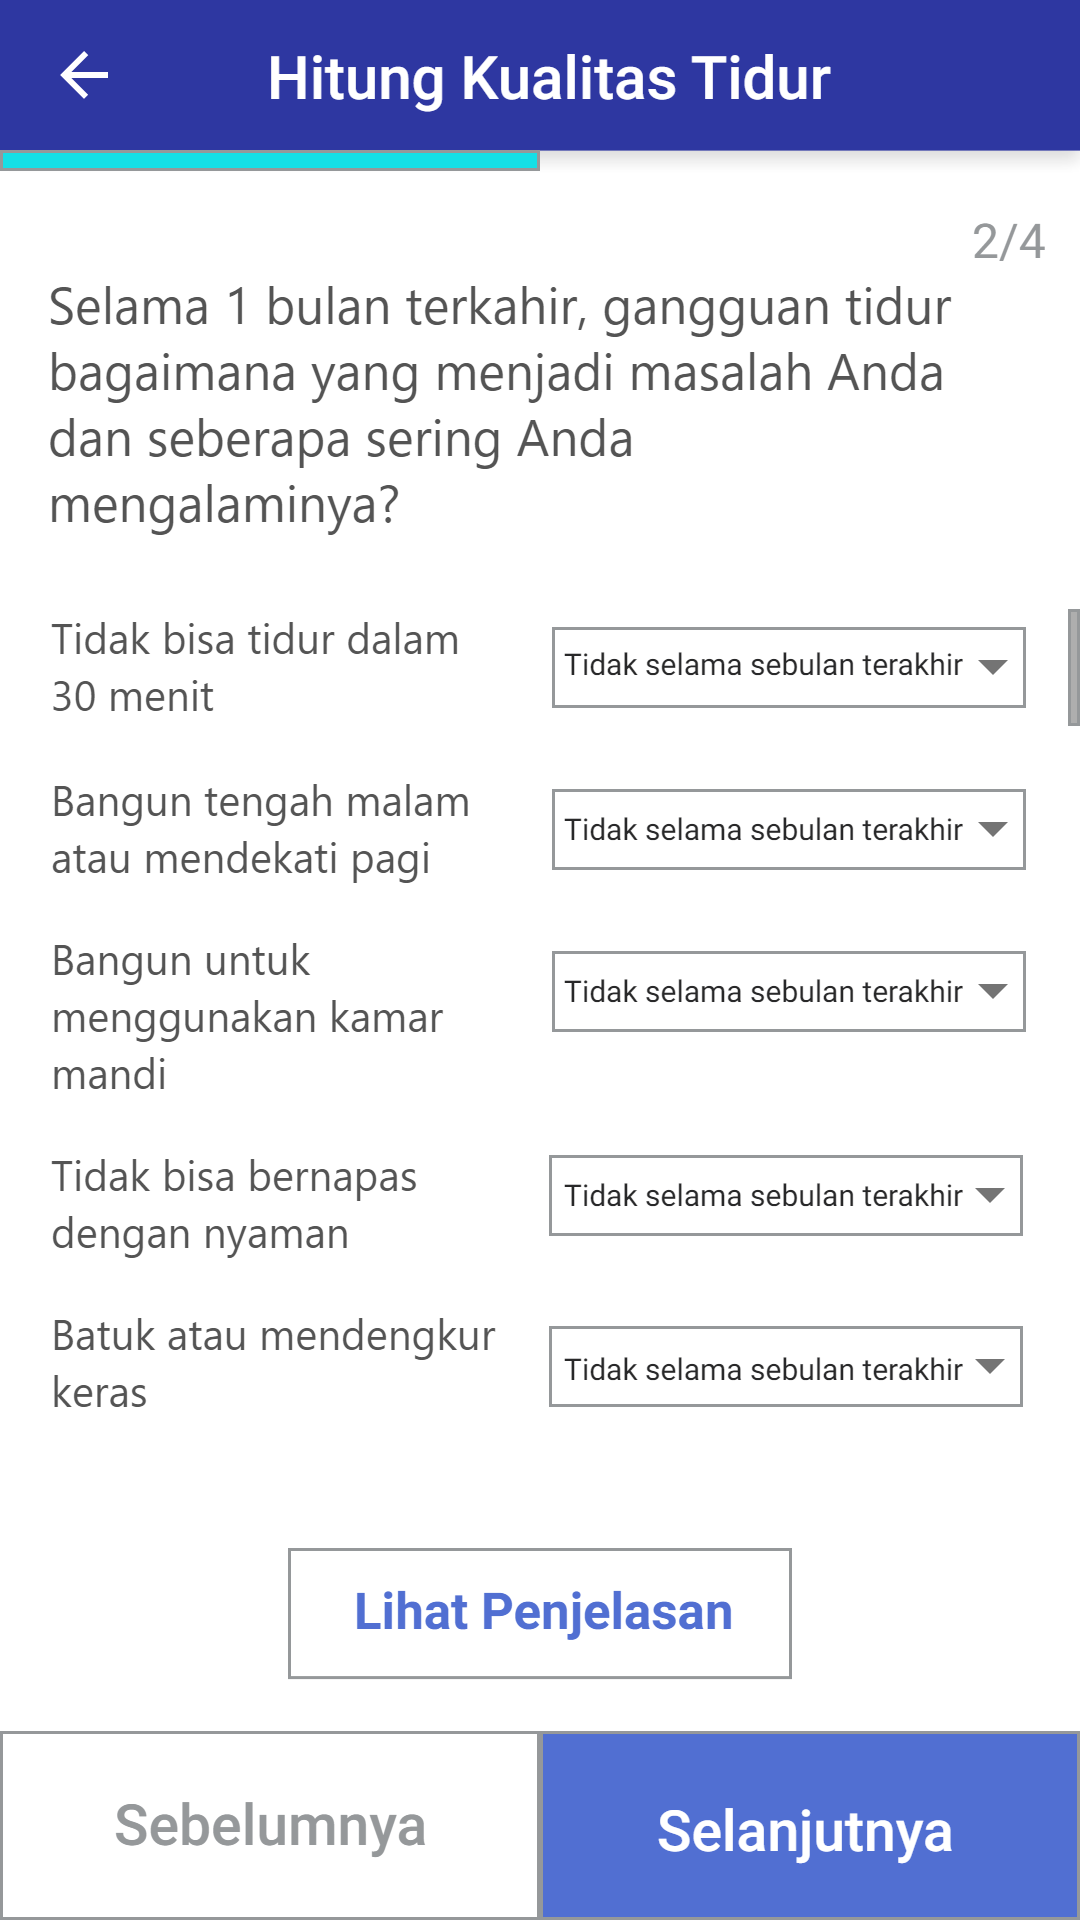 Hitung Kualitas Tidur
2/4
Selama 1 bulan terkahir, gangguan tidur
bagaimana yang menjadi masalah Anda
dan seberapa sering Anda
mengalaminya?
Tidak bisa tidur dalam
30 menit
Tidak selama sebulan terakhir
Bangun tengah malam
atau mendekati pagi
Tidak selama sebulan terakhir
Bangun untuk
menggunakan kamar
mandi
Tidak selama sebulan terakhir
Tidak bisa bernapas
dengan nyaman
Tidak selama sebulan terakhir
Batuk atau mendengkur
keras
Tidak selama sebulan terakhir
Lihat Penjelasan
Sebelumnya
Selanjutnya